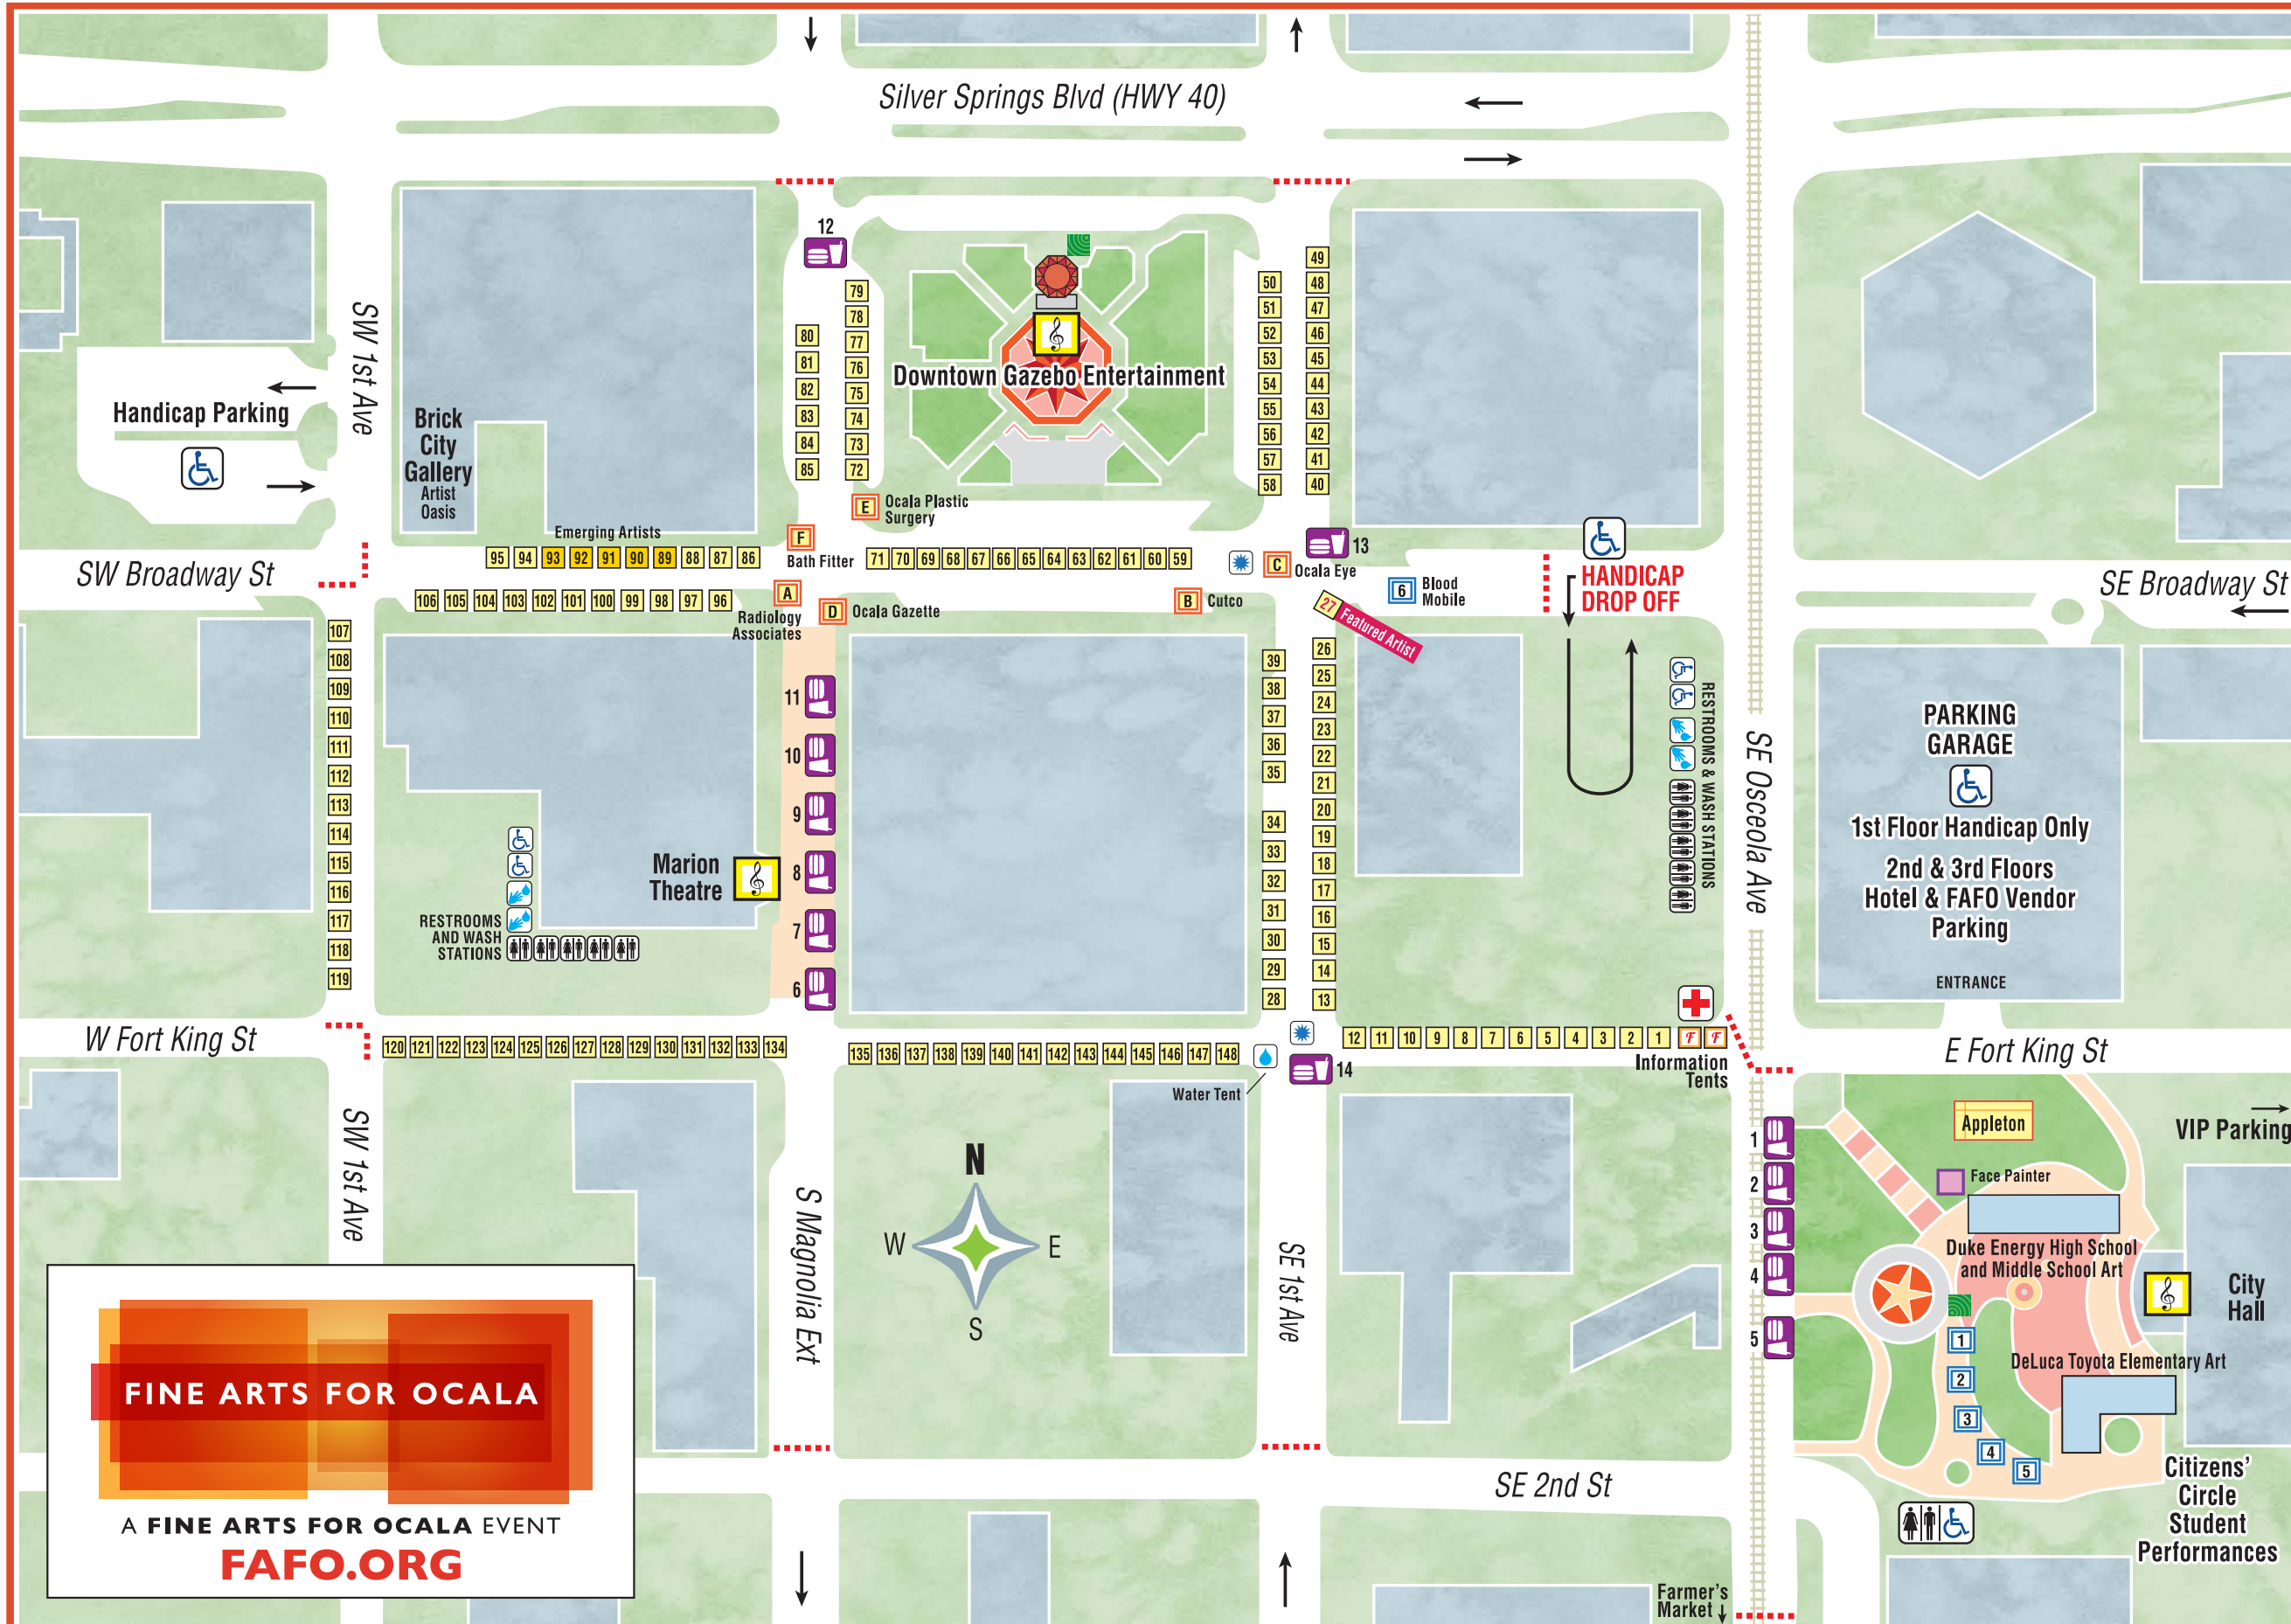 Silver Springs Blvd (HWY 40)
12
49
50
48
51
47
79
78
52
46
80
77
53
45
81
76
Downtown Gazebo Entertainment
54
44
82
75
55
43
83
74
56
42
84
73
57
41
85
72
58
40
SW 1st Ave
Handicap Parking
Brick
City
Gallery
Artist
Oasis
E
Ocala Plastic
Surgery
Emerging Artists
F
Bath Fitter
95 94 93 92 91 90 89 88 87 86
71 70 69 68 67 66 65 64 63 62 61 60 59
C
Ocala Eye
13
SW Broadway St
SE Broadway St
6
Blood
Mobile
HANDICAP
DROP OFF
106 105 104 103 102 101 100 99 98 97 96
A
Radiology
Associates
D
Ocala Gazette
B
Cutco
27
Featured Artist
107
108
109
110
111
112
113
114
115
116
117
118
119
11
10
9
8
7
6
Marion
Theatre
RESTROOMS
AND WASH
STATIONS
39
38
37
36
35
34
33
32
31
30
29
28
26
25
24
23
22
21
20
19
18
17
16
15
14
13
RESTROOMS & WASH STATIONS
SE Osceola Ave
PARKING
GARAGE
1st Floor Handicap Only
2nd & 3rd Floors
Hotel & FAFO Vendor
Parking
ENTRANCE
W Fort King St
120 121 122 123 124 125 126 127 128 129 130 131 132 133 134
135 136 137 138 139 140 141 142 143 144 145 146 147 148
12 11 10 9 8 7 6 5 4 3 2 1 F F
Information
Tents
E Fort King St
14
Water Tent
SW 1st Ave
S Magnolia Ext
N
W
E
S
SE 1st Ave
1
2
3
4
5
Appleton
VIP Parking
Face Painter
Duke Energy High School
and Middle School Art
City
Hall
1
DeLuca Toyota Elementary Art
2
3
4
5
Citizens'
Circle
Student
Performances
SE 2nd St
Farmer's
Market
FINE ARTS FOR OCALA
A FINE ARTS FOR OCALA EVENT
FAFO.ORG